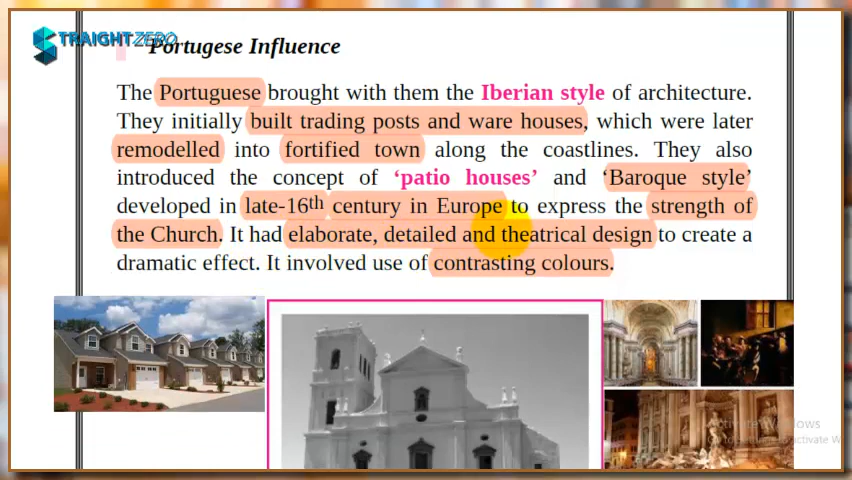 STRAIGHTZERO
Portugese Influence
The Portuguese brought with them the Iberian style of architecture.
They initially built trading posts and ware houses, which were later
remodelled into fortified town along the coastlines. They also
introduced the concept of ‘patio houses’ and ‘Baroque style’
developed in late-16th century in Europe to express the strength of
the Church. It had elaborate, detailed and theatrical design to create a
dramatic effect. It involved use of contrasting colours.
Activate Windows